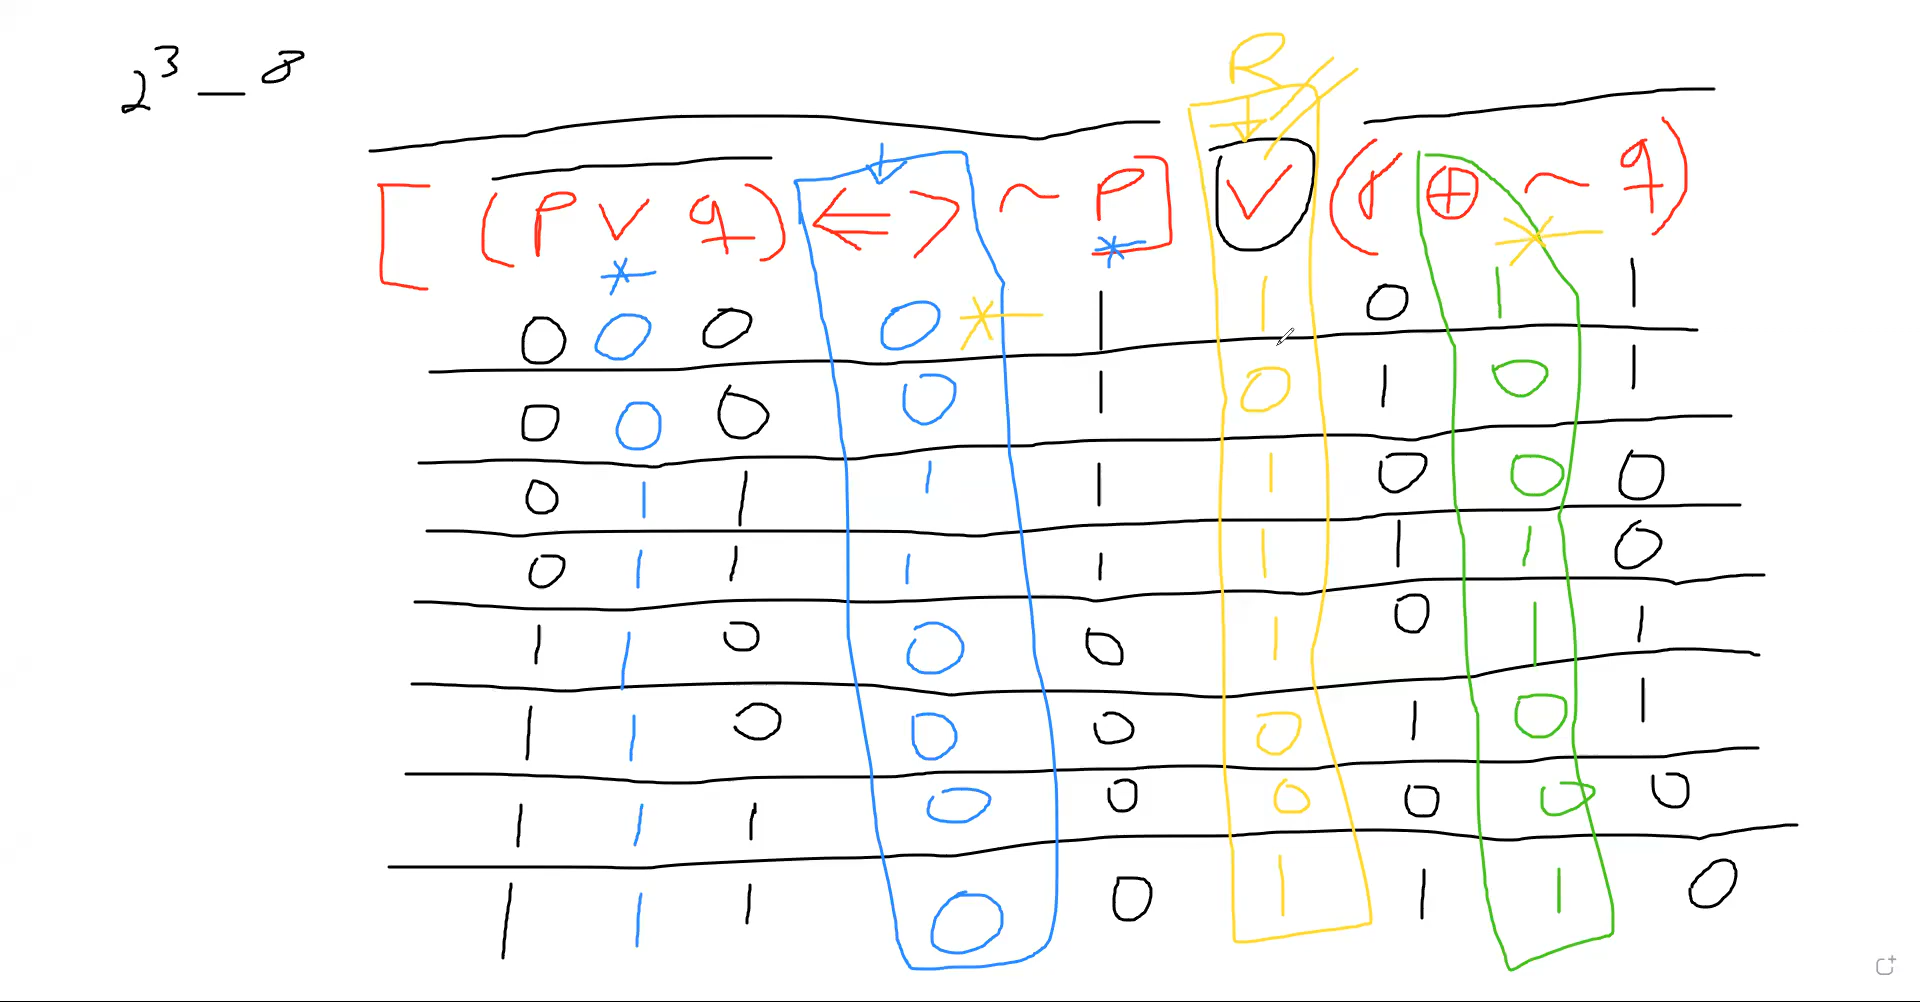 2³ — 8
R
[ (p ∨ q) <=> ~ p ] ∨ (r ⊕ ~ q)
* * *
0 0 0 0 * 1 1 0 1 1
0 0 0 0 1 0 1 0 1
0 1 1 1 1 1 0 0 0
0 1 1 1 1 1 1 1 0
1 1 0 0 0 1 0 1 1
1 1 0 0 0 0 1 0 1
1 1 1 0 0 0 0 0 0
1 1 1 0 0 1 1 1 0